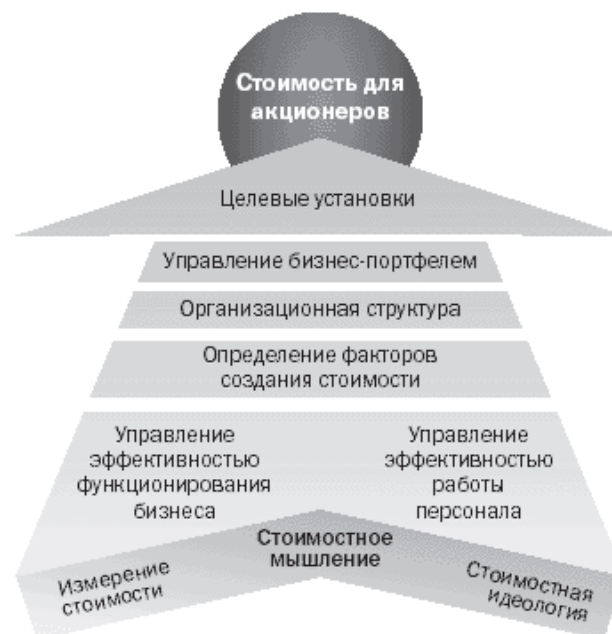 Стоимость для
акционеров
Целевые установки
Управление бизнес-портфелем
Организационная структура
Определение факторов
создания стоимости
Управление
эффективностью
функционирования
бизнеса
Управление
эффективностью
работы
персонала
Стоимостное
мышление
Измерение
стоимости
Стоимостная
идеология